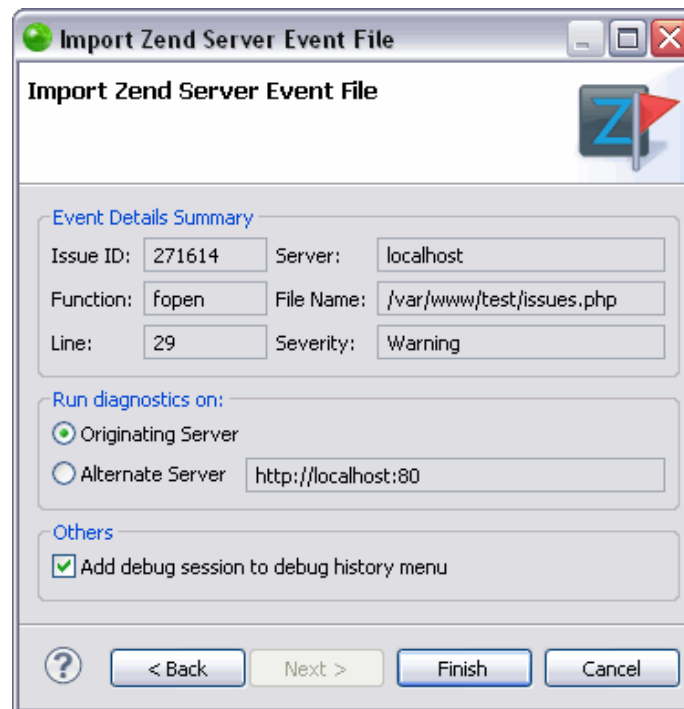 Import Zend Server Event File
Import Zend Server Event File
Z
Event Details Summary
Issue ID: 271614 Server: localhost
Function: fopen File Name: /var/www/test/issues.php
Line: 29 Severity: Warning
Run diagnostics on:
Originating Server
Alternate Server http://localhost:80
Others
Add debug session to debug history menu
? < Back Next > Finish Cancel